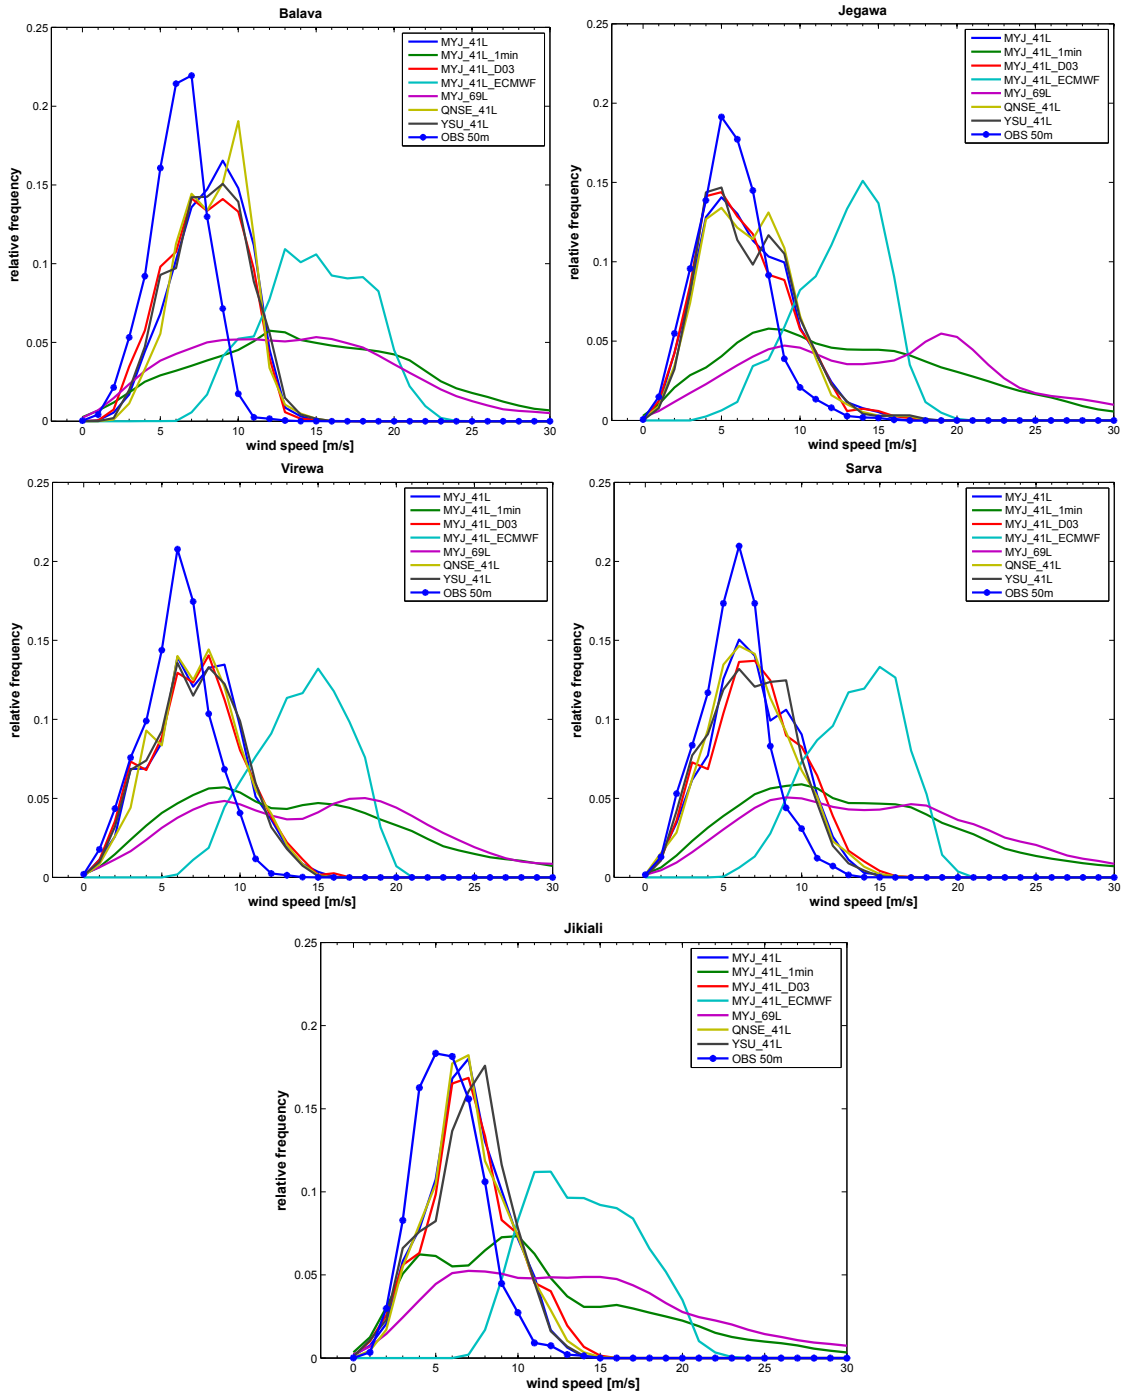 Balava
0.25
0.2
0.15
0.1
0.05
0
relative frequency
0 5 10 15 20 25 30
wind speed [m/s]
MYJ_41L
MYJ_41L_1min
MYJ_41L_D03
MYJ_41L_ECMWF
MYJ_69L
QNSE_41L
YSU_41L
OBS 50m
Jegawa
0.25
0.2
0.15
0.1
0.05
0
relative frequency
0 5 10 15 20 25 30
wind speed [m/s]
MYJ_41L
MYJ_41L_1min
MYJ_41L_D03
MYJ_41L_ECMWF
MYJ_69L
QNSE_41L
YSU_41L
OBS 50m
Virewa
0.25
0.2
0.15
0.1
0.05
0
relative frequency
0 5 10 15 20 25 30
wind speed [m/s]
MYJ_41L
MYJ_41L_1min
MYJ_41L_D03
MYJ_41L_ECMWF
MYJ_69L
QNSE_41L
YSU_41L
OBS 50m
Sarva
0.25
0.2
0.15
0.1
0.05
0
relative frequency
0 5 10 15 20 25 30
wind speed [m/s]
MYJ_41L
MYJ_41L_1min
MYJ_41L_D03
MYJ_41L_ECMWF
MYJ_69L
QNSE_41L
YSU_41L
OBS 50m
Jikiali
0.25
0.2
0.15
0.1
0.05
0
relative frequency
0 5 10 15 20 25 30
wind speed [m/s]
MYJ_41L
MYJ_41L_1min
MYJ_41L_D03
MYJ_41L_ECMWF
MYJ_69L
QNSE_41L
YSU_41L
OBS 50m